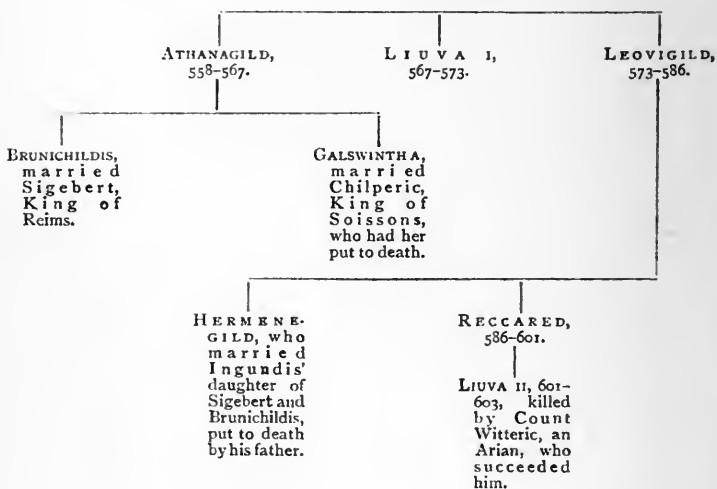 ATHANAGILD,
558–567.
LIUVA I,
567–573.
LEOVIGILD,
573–586.
BRUNICHILDIS,
married
Sigebert,
King of
Reims.
GALSWINTHA,
married
Chilperic,
King of
Soissons,
who had her
put to death.
HERMENE-
GILD, who
married
Ingundis'
daughter of
Sigebert and
Brunichildis,
put to death
by his father.
RECCARED,
586–601.
LIUVA II, 601–
603, killed
by Count
Witteric, an
Arian, who
succeeded
him.